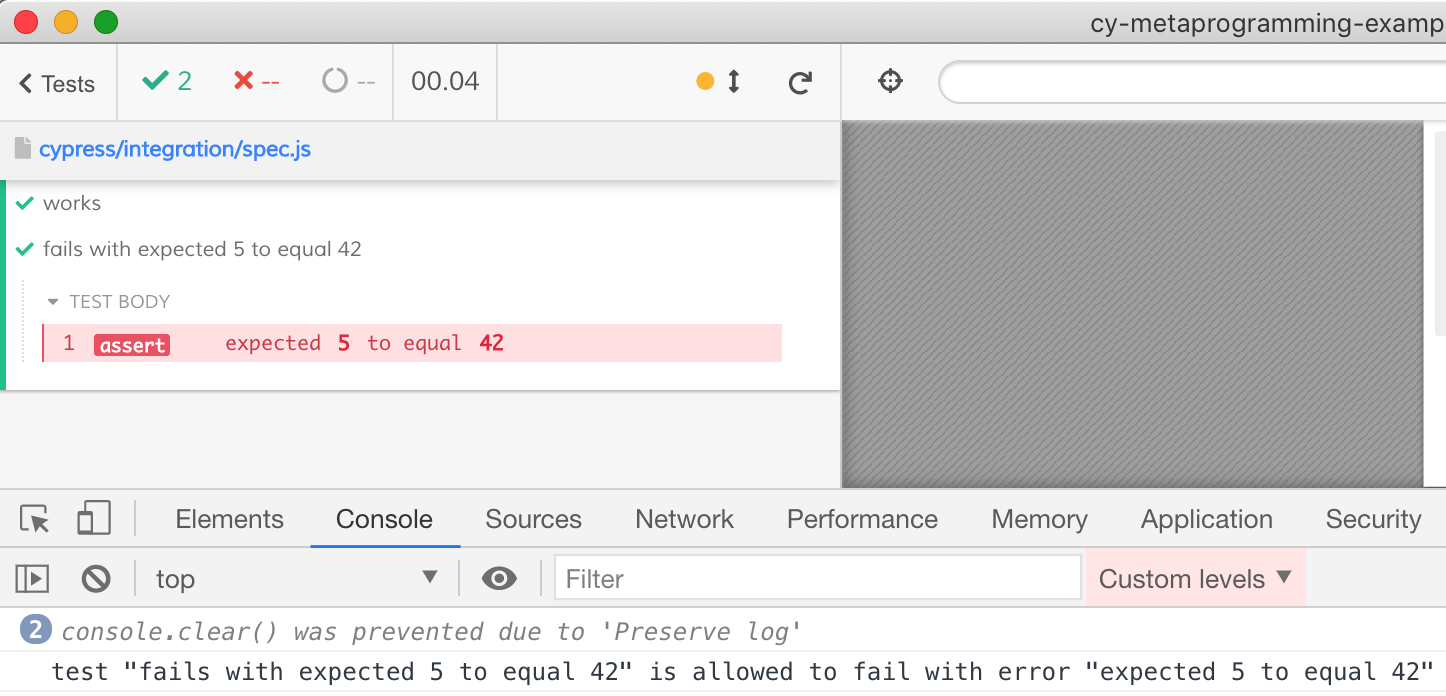 cy-metaprogramming-examp
Tests 2 -- -- 00.04
cypress/integration/spec.js
works
fails with expected 5 to equal 42
TEST BODY
1 assert expected 5 to equal 42
Elements Console Sources Network Performance Memory Application Security
top Filter Custom levels
2 console.clear() was prevented due to 'Preserve log'
test "fails with expected 5 to equal 42" is allowed to fail with error "expected 5 to equal 42"